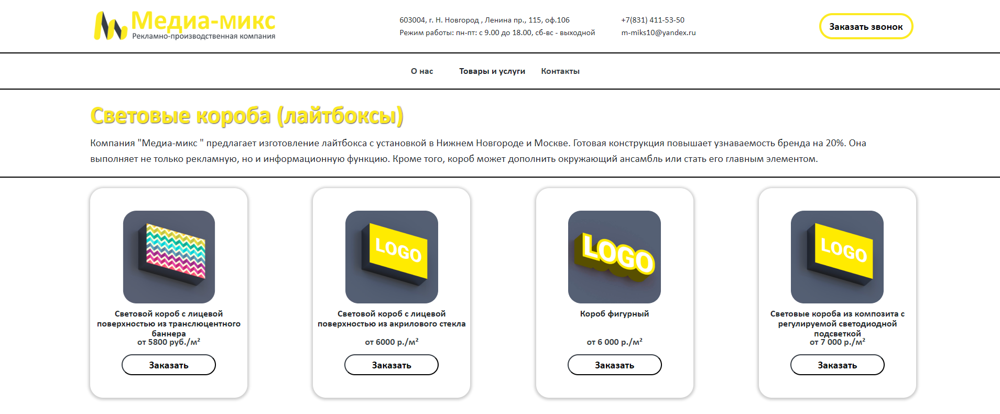 Медиа-микс
Рекламно-производственная компания
603004, г. Н. Новгород , Ленина пр., 115, оф.106
Режим работы: пн-пт: с 9.00 до 18.00, сб-вс - выходной
+7(831) 411-53-50
m-miks10@yandex.ru
Заказать звонок
О нас
Товары и услуги
Контакты
Световые короба (лайтбоксы)
Компания "Медиа-микс " предлагает изготовление лайтбокса с установкой в Нижнем Новгороде и Москве. Готовая конструкция повышает узнаваемость бренда на 20%. Она
выполняет не только рекламную, но и информационную функцию. Кроме того, короб может дополнить окружающий ансамбль или стать его главным элементом.
Световой короб с лицевой
поверхностью из транслюцентного
баннера
от 5800 руб./м²
Заказать
LOGO
Световой короб с лицевой
поверхностью из акрилового стекла
от 6000 р./м²
Заказать
LOGO
Короб фигурный
от 6 000 р./м²
Заказать
LOGO
Световые короба из композита с
регулируемой светодиодной
подсветкой
от 7 000 р./м²
Заказать